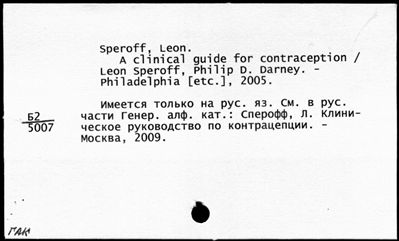 Speroff, Leon.
A clinical guide for contraception /
Leon Speroff, Philip D. Darney. -
Philadelphia [etc.], 2005.
Имеется только на рус. яз. См. в рус.
Б2
5007
части Генер. алф. кат.: Сперофф, Л. Клини-
ческое руководство по контрацепции. -
Москва, 2009.
ГАК